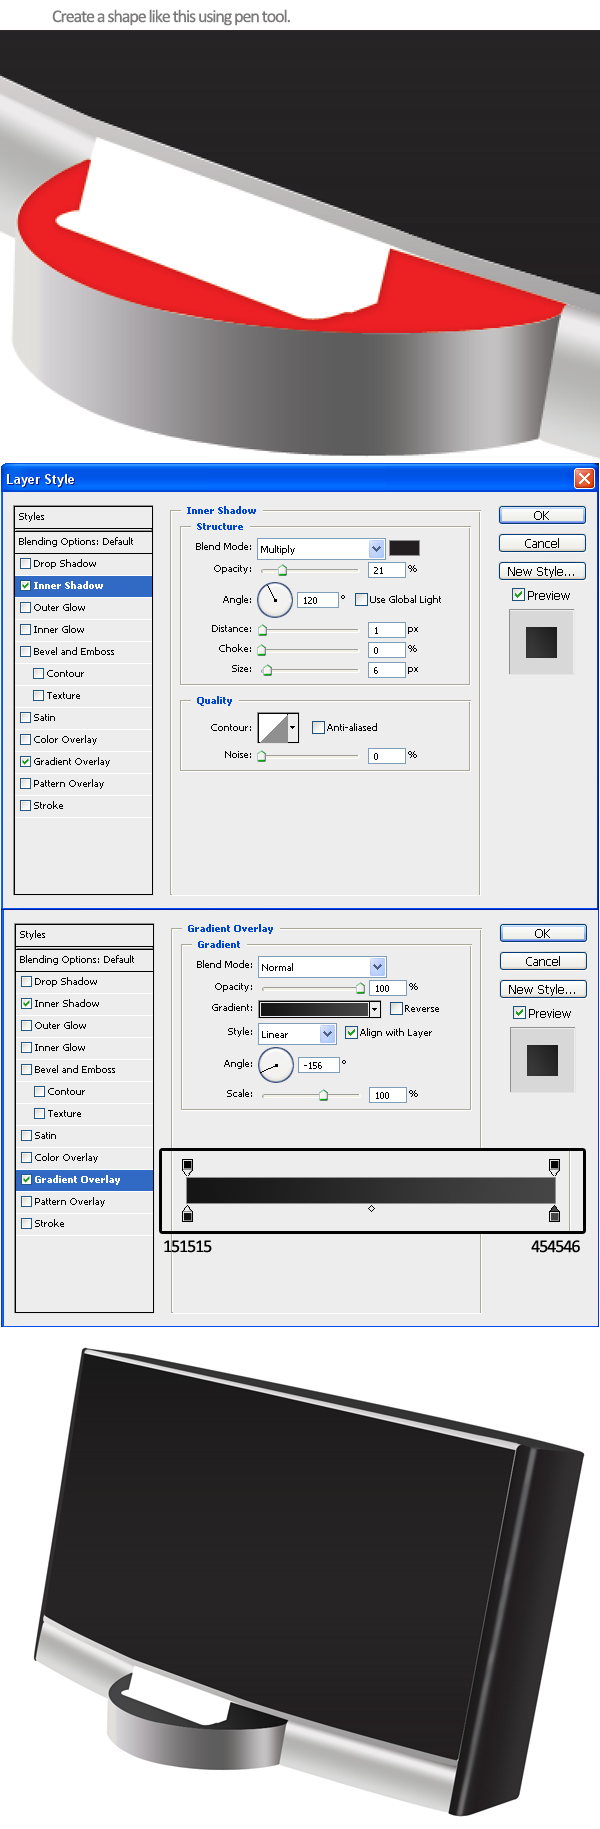 Create a shape like this using pen tool.
Layer Style
Styles
Blending Options: Default
Drop Shadow
Inner Shadow
Outer Glow
Inner Glow
Bevel and Emboss
Contour
Texture
Satin
Color Overlay
Gradient Overlay
Pattern Overlay
Stroke
Inner Shadow
Structure
Blend Mode: Multiply
Opacity: 21 %
Angle: 120 ° Use Global Light
Distance: 1 px
Choke: 0 %
Size: 6 px
Quality
Contour: Anti-aliased
Noise: 0 %
OK
Cancel
New Style...
Preview
Styles
Blending Options: Default
Drop Shadow
Inner Shadow
Outer Glow
Inner Glow
Bevel and Emboss
Contour
Texture
Satin
Color Overlay
Gradient Overlay
Pattern Overlay
Stroke
Gradient Overlay
Gradient
Blend Mode: Normal
Opacity: 100 %
Gradient: Reverse
Style: Linear Align with Layer
Angle: -156 °
Scale: 100 %
OK
Cancel
New Style...
Preview
151515 454546